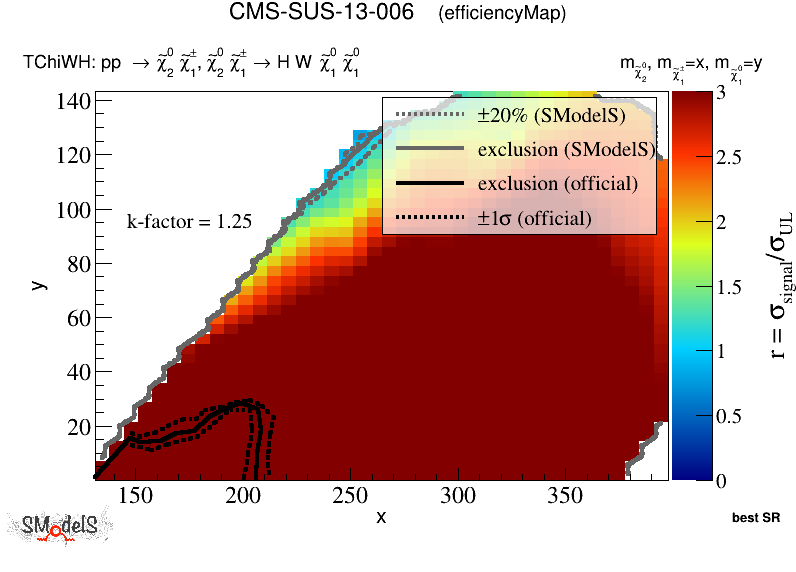 CMS-SUS-13-006 (efficiencyMap)
TChiWH: pp → χ̃⁰₂ χ̃±₁, χ̃⁰₂ χ̃±₁ → H W χ̃⁰₁ χ̃⁰₁
m_χ̃⁰₂, m_χ̃±₁=x, m_χ̃⁰₁=y
±20% (SModelS)
exclusion (SModelS)
exclusion (official)
±1σ (official)
k-factor = 1.25
140
120
100
80
60
40
20
y
150 200 250 300 350
x
3
2.5
2
1.5
1
0.5
0
r = σ_signal/σ_UL
SModelS
best SR